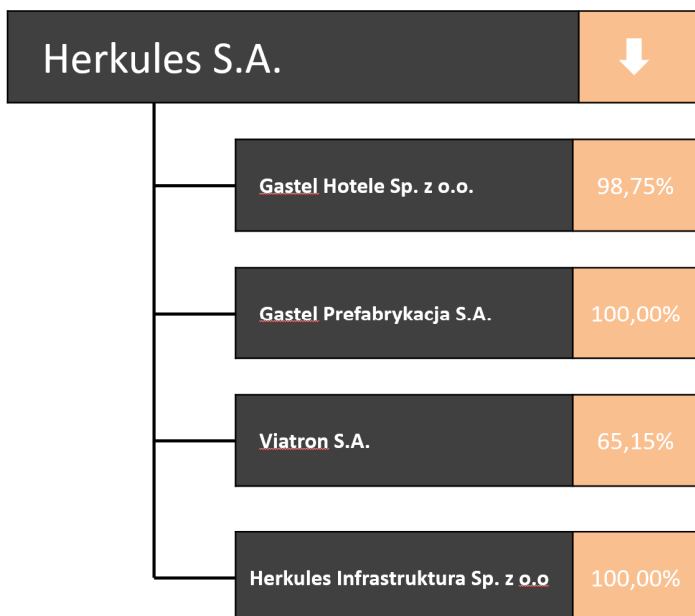 Herkules S.A.
Gastel Hotele Sp. z o.o.
98,75%
Gastel Prefabrykacja S.A.
100,00%
Viatron S.A.
65,15%
Herkules Infrastruktura Sp. z o.o
100,00%